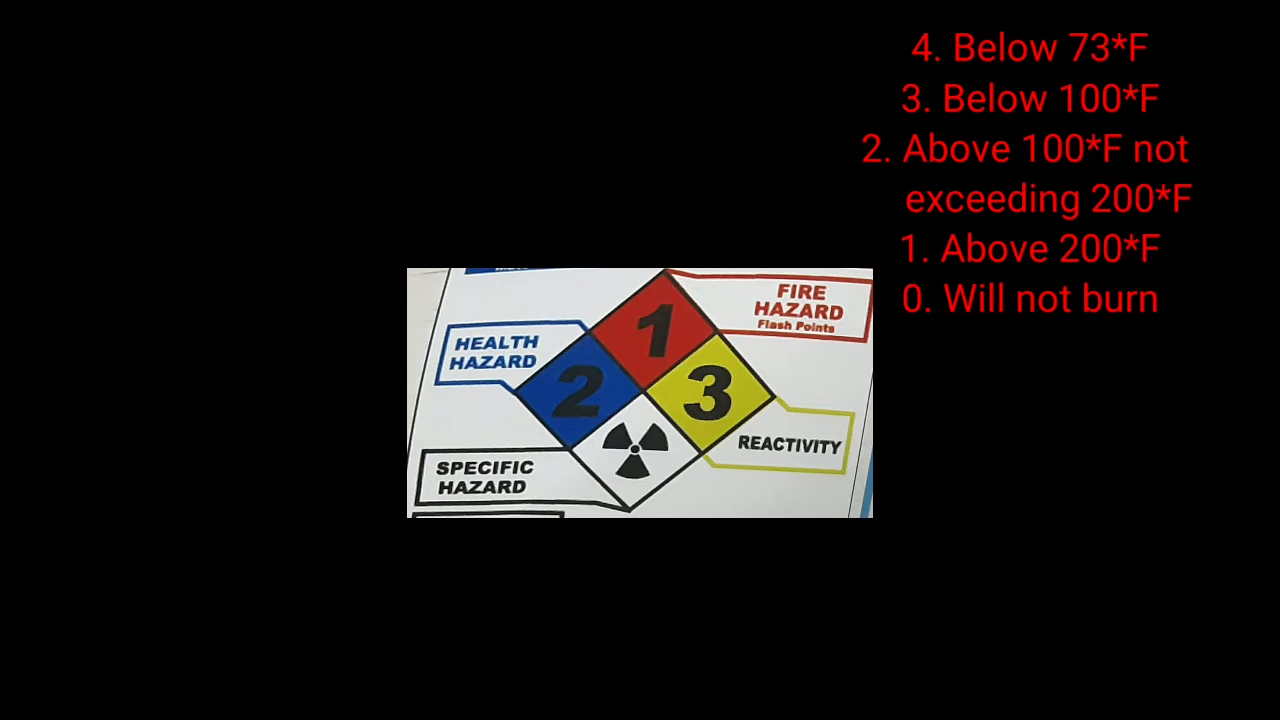 4. Below 73*F
3. Below 100*F
2. Above 100*F not
exceeding 200*F
1. Above 200*F
0. Will not burn
FIRE
HAZARD
Flash Points
1
HEALTH
HAZARD
2
3
REACTIVITY
SPECIFIC
HAZARD